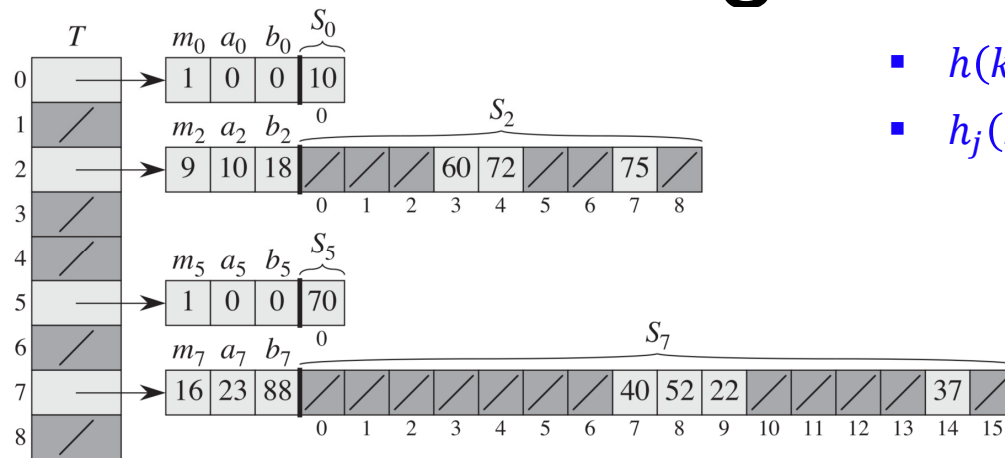 T
m₀ a₀ b₀ S₀
0 1 0 0 10
0
h(k
1
m₂ a₂ b₂ S₂
h_j(
2 9 10 18 60 72 75
0 1 2 3 4 5 6 7 8
3
4
m₅ a₅ b₅ S₅
5 1 0 0 70
0
6
m₇ a₇ b₇ S₇
7 16 23 88 40 52 22 37
0 1 2 3 4 5 6 7 8 9 10 11 12 13 14 15
8